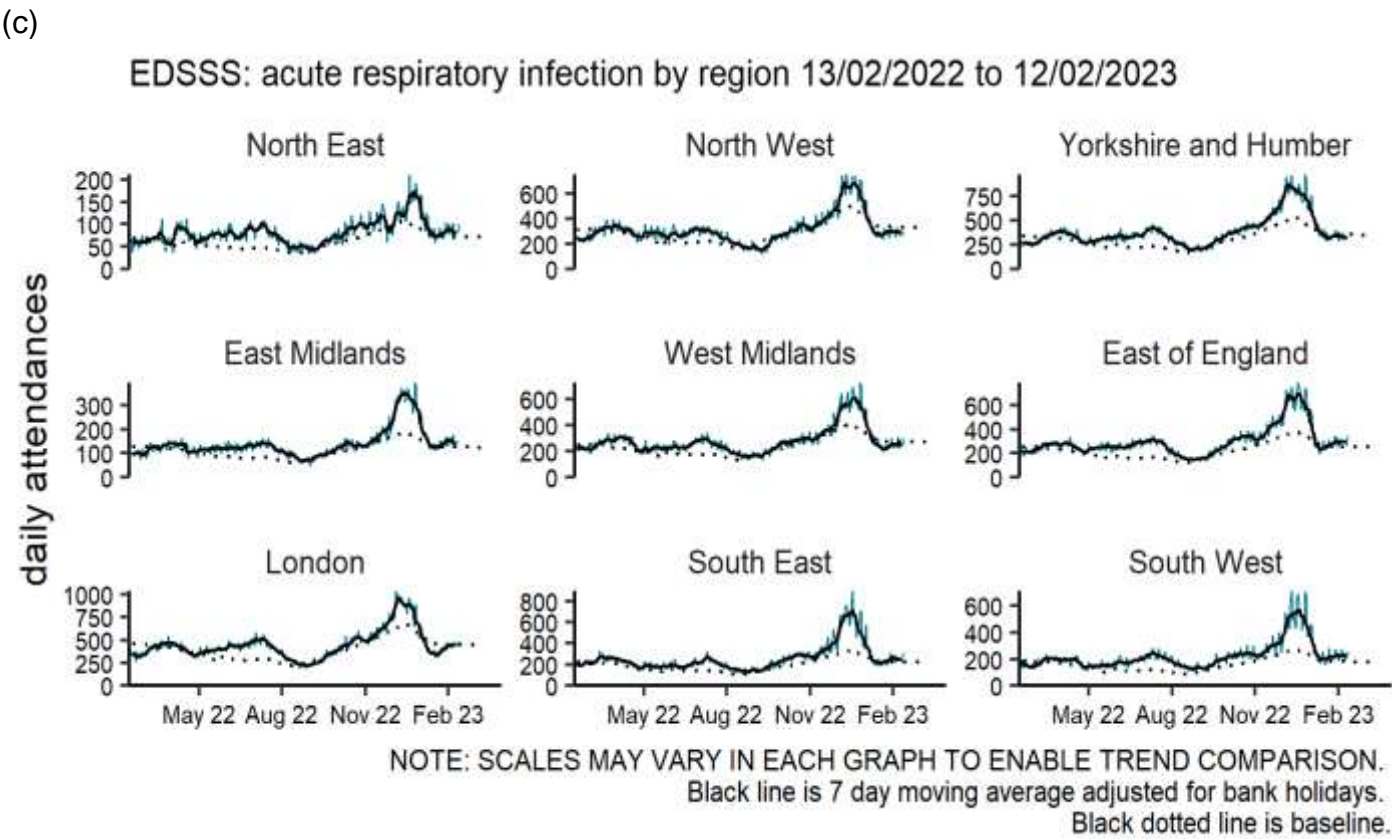 (c)
EDSSS: acute respiratory infection by region 13/02/2022 to 12/02/2023
daily attendances
North East
200
150
100
50
0
North West
600
400
200
0
Yorkshire and Humber
750
500
250
0
East Midlands
300
200
100
0
West Midlands
600
400
200
0
East of England
600
400
200
0
London
1000
750
500
250
0
May 22 Aug 22 Nov 22 Feb 23
South East
800
600
400
200
0
May 22 Aug 22 Nov 22 Feb 23
South West
600
400
200
0
May 22 Aug 22 Nov 22 Feb 23
NOTE: SCALES MAY VARY IN EACH GRAPH TO ENABLE TREND COMPARISON.
Black line is 7 day moving average adjusted for bank holidays.
Black dotted line is baseline.